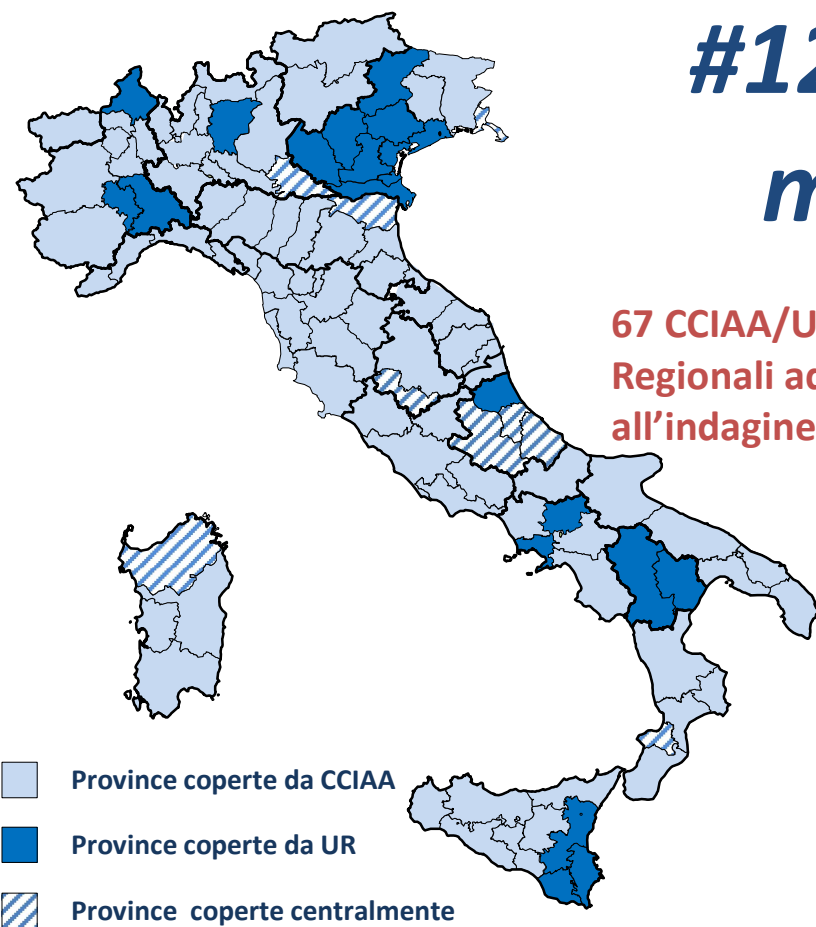 #12
m
67 CCIAA/U
Regionali ad
all'indagine
Province coperte da CCIAA
Province coperte da UR
Province coperte centralmente